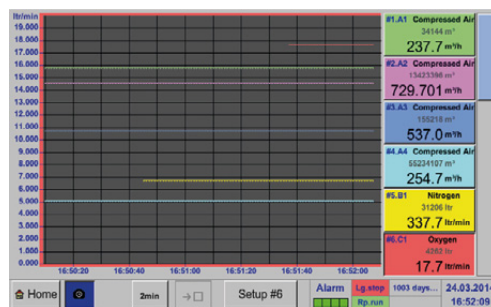 ltr/min
19.000
18.000
17.000
16.000
15.000
14.000
13.000
12.000
11.000
10.000
9.000
8.000
7.000
6.000
5.000
4.000
3.000
2.000
1.000
0.000
16:50:20
16:50:40
16:51:00
16:51:20
16:51:40
16:52:00
#1.A1 Compressed Air
34144 m³
237.7 m³/h
#2.A2 Compressed Air
13423396 m³
729.701 m³/h
#3.A3 Compressed Air
155218 m³
537.0 m³/h
#4.A4 Compressed Air
55234107 m³
254.7 m³/h
#5.B1 Nitrogen
31206 ltr
337.7 ltr/min
#6.C1 Oxygen
4262 ltr
17.7 ltr/min
Home
2min
Setup #6
Alarm
Lg.stop
1003 days...
Rp.run
24.03.2014
16:52:09